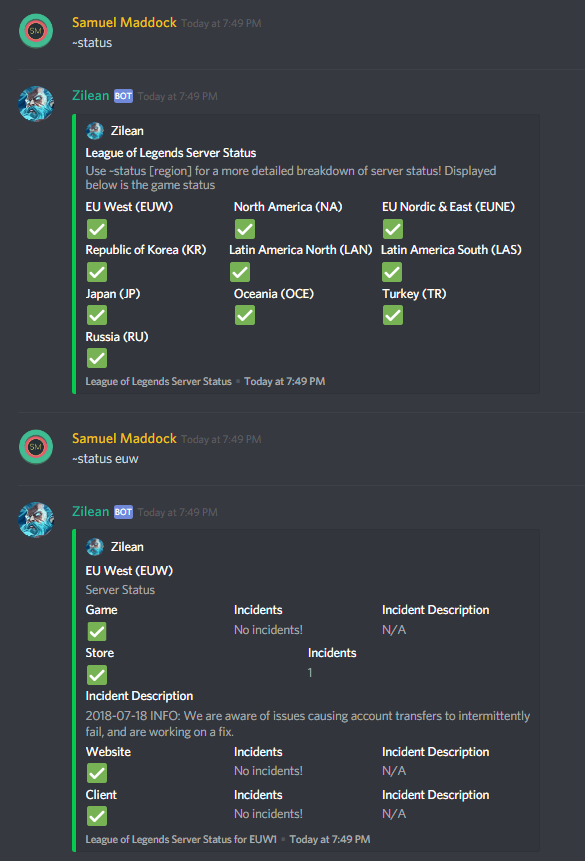 Samuel Maddock Today at 7:49 PM
SM
~status
Zilean BOT Today at 7:49 PM
Zilean
League of Legends Server Status
Use ~status [region] for a more detailed breakdown of server status! Displayed
below is the game status
EU West (EUW) North America (NA) EU Nordic & East (EUNE)
Republic of Korea (KR) Latin America North (LAN) Latin America South (LAS)
Japan (JP) Oceania (OCE) Turkey (TR)
Russia (RU)
League of Legends Server Status • Today at 7:49 PM
Samuel Maddock Today at 7:49 PM
SM
~status euw
Zilean BOT Today at 7:49 PM
Zilean
EU West (EUW)
Server Status
Game Incidents Incident Description
No incidents! N/A
Store Incidents
1
Incident Description
2018-07-18 INFO: We are aware of issues causing account transfers to intermittently
fail, and are working on a fix.
Website Incidents Incident Description
No incidents! N/A
Client Incidents Incident Description
No incidents! N/A
League of Legends Server Status for EUW1 • Today at 7:49 PM